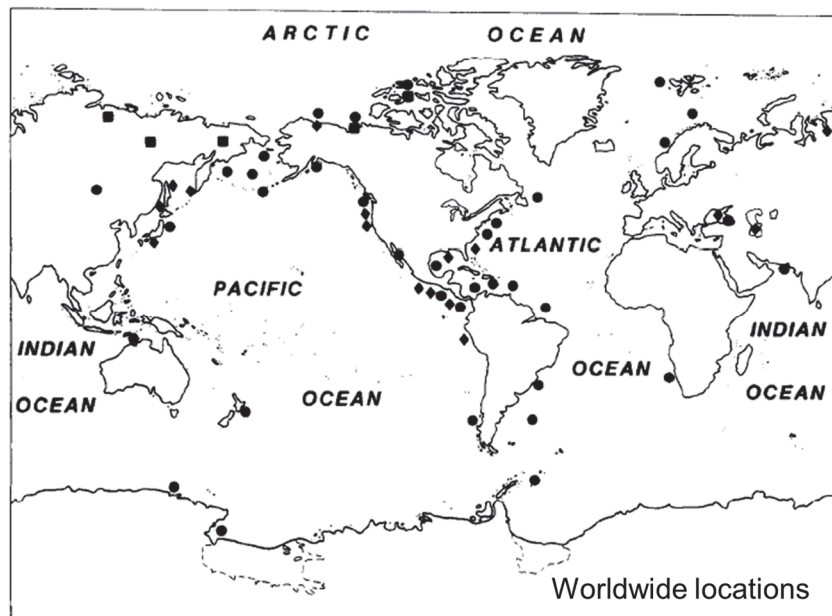 ARCTIC OCEAN
ATLANTIC
PACIFIC
INDIAN
INDIAN
OCEAN
OCEAN
OCEAN
OCEAN
Worldwide locations